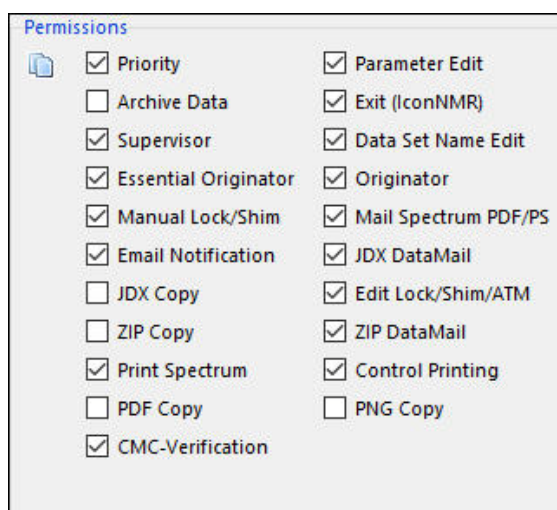 Permissions
Priority
Parameter Edit
Archive Data
Exit (IconNMR)
Supervisor
Data Set Name Edit
Essential Originator
Originator
Manual Lock/Shim
Mail Spectrum PDF/PS
Email Notification
JDX DataMail
JDX Copy
Edit Lock/Shim/ATM
ZIP Copy
ZIP DataMail
Print Spectrum
Control Printing
PDF Copy
PNG Copy
CMC-Verification